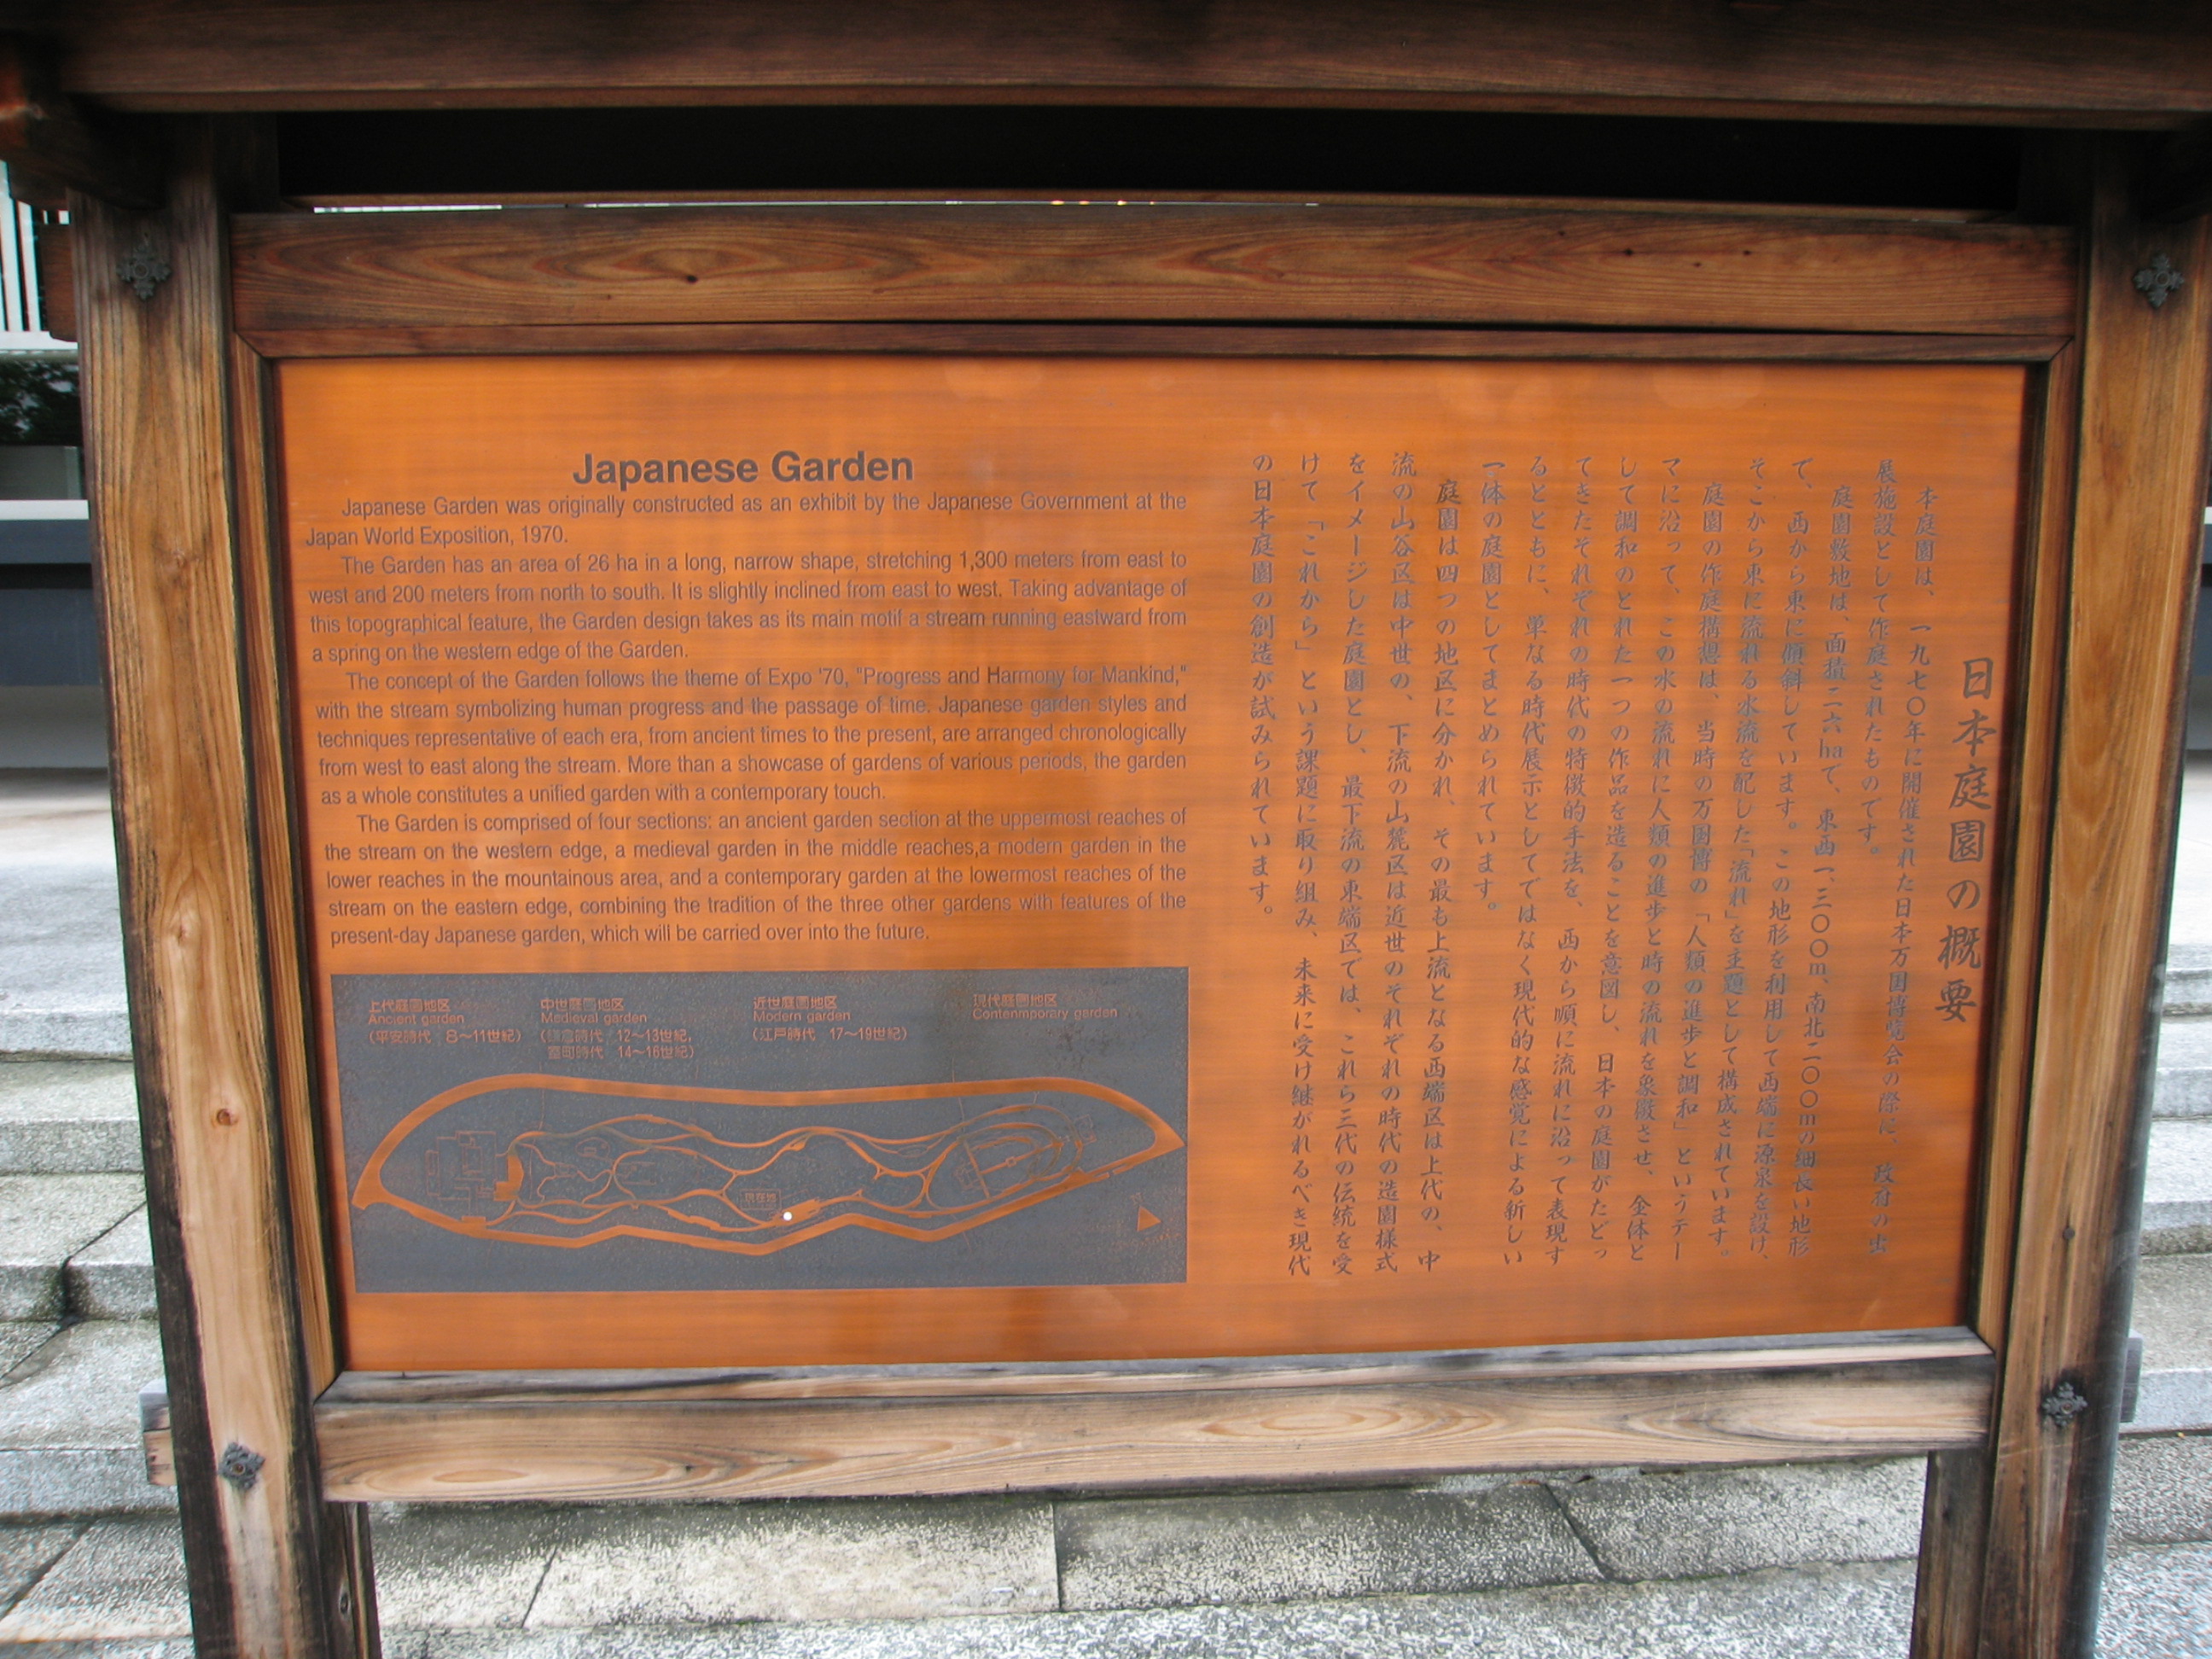 Japanese Garden
Japanese Garden was originally constructed as an exhibit by the Japanese Government at the
Japan World Exposition, 1970.
The Garden has an area of 26 ha in a long, narrow shape, stretching 1,300 meters from east to
west and 200 meters from north to south. It is slightly inclined from east to west. Taking advantage of
this topographical feature, the Garden design takes as its main motif a stream running eastward from
a spring on the western edge of the Garden.
The concept of the Garden follows the theme of Expo '70, "Progress and Harmony for Mankind,"
with the stream symbolizing human progress and the passage of time. Japanese garden styles and
techniques representative of each era, from ancient times to the present, are arranged chronologically
from west to east along the stream. More than a showcase of gardens of various periods, the garden
as a whole constitutes a unified garden with a contemporary touch.
The Garden is comprised of four sections: an ancient garden section at the uppermost reaches of
the stream on the western edge, a medieval garden in the middle reaches,a modern garden in the
lower reaches in the mountainous area, and a contemporary garden at the lowermost reaches of the
stream on the eastern edge, combining the tradition of the three other gardens with features of the
present-day Japanese garden, which will be carried over into the future.
上代庭園地区
Ancient garden
(平安時代 8〜11世紀)
中世庭園地区
Medieval garden
(鎌倉時代 12〜13世紀,
室町時代 14〜16世紀)
近世庭園地区
Modern garden
(江戸時代 17〜19世紀)
現代庭園地区
Contenmporary garden
現在地
日本庭園の概要
本庭園は、一九七〇年に開催された日本万国博覧会の際に、政府の出
展施設として作庭されたものです。
庭園敷地は、面積二六haで、東西一、三〇〇m、南北二〇〇mの細長い地形
で、西から東に傾斜しています。この地形を利用して西端に源泉を設け、
そこから東に流れる水流を配した「流れ」を主題として構成されています。
庭園の作庭構想は、当時の万国博の「人類の進歩と調和」というテー
マに沿って、この水の流れに人類の進歩と時の流れを象徴させ、全体と
して調和のとれた一つの作品を造ることを意図し、日本の庭園がたどっ
てきたそれぞれの時代の特徴的手法を、西から順に流れに沿って表現す
るとともに、単なる時代展示としてではなく現代的な感覚による新しい
一体の庭園としてまとめられています。
庭園は四つの地区に分かれ、その最も上流となる西端区は上代の、中
流の山谷区は中世の、下流の山麓区は近世のそれぞれの時代の造園様式
をイメージした庭園とし、最下流の東端区では、これら三代の伝統を受
けて「これから」という課題に取り組み、未来に受け継がれるべき現代
の日本庭園の創造が試みられています。